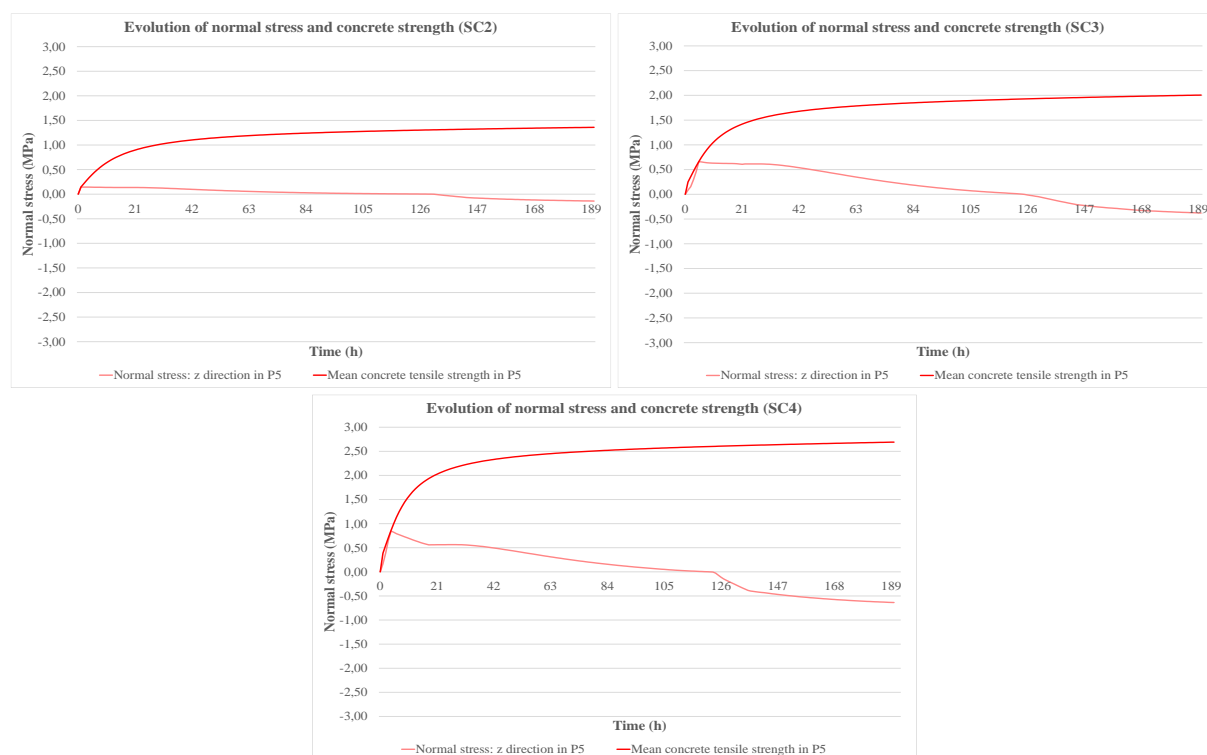 Evolution of normal stress and concrete strength (SC2)
3,00
2,50
2,00
1,50
1,00
0,50
0,00
-0,50
-1,00
-1,50
-2,00
-2,50
-3,00
0 21 42 63 84 105 126 147 168 189
Normal stress (MPa)
Time (h)
Normal stress: z direction in P5 Mean concrete tensile strength in P5
Evolution of normal stress and concrete strength (SC3)
3,00
2,50
2,00
1,50
1,00
0,50
0,00
-0,50
-1,00
-1,50
-2,00
-2,50
-3,00
0 21 42 63 84 105 126 147 168 189
Normal stress (MPa)
Time (h)
Normal stress: z direction in P5 Mean concrete tensile strength in P5
Evolution of normal stress and concrete strength (SC4)
3,00
2,50
2,00
1,50
1,00
0,50
0,00
-0,50
-1,00
-1,50
-2,00
-2,50
-3,00
0 21 42 63 84 105 126 147 168 189
Normal stress (MPa)
Time (h)
Normal stress: z direction in P5 Mean concrete tensile strength in P5